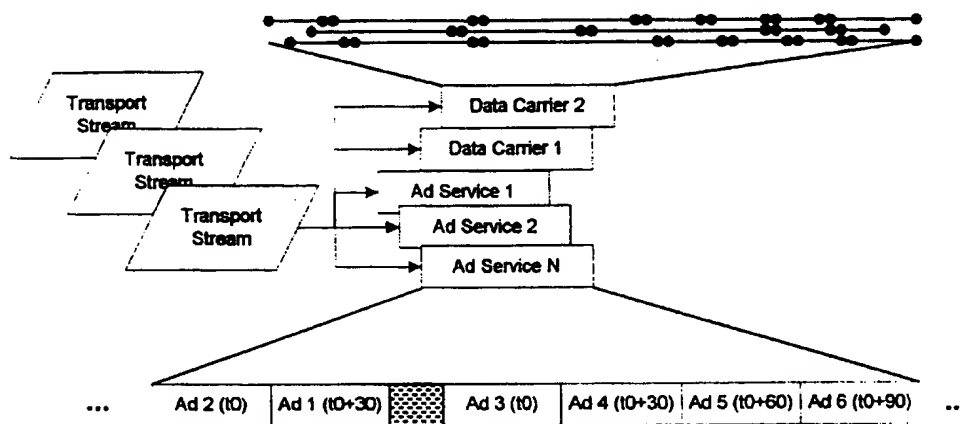 Data Carrier 2
Transport
Stream
Data Carrier 1
Transport
Stream
Ad Service 1
Transport
Stream
Ad Service 2
Ad Service N
... Ad 2 (t0) Ad 1 (t0+30) Ad 3 (t0) Ad 4 (t0+30) Ad 5 (t0+60) Ad 6 (t0+90) ..